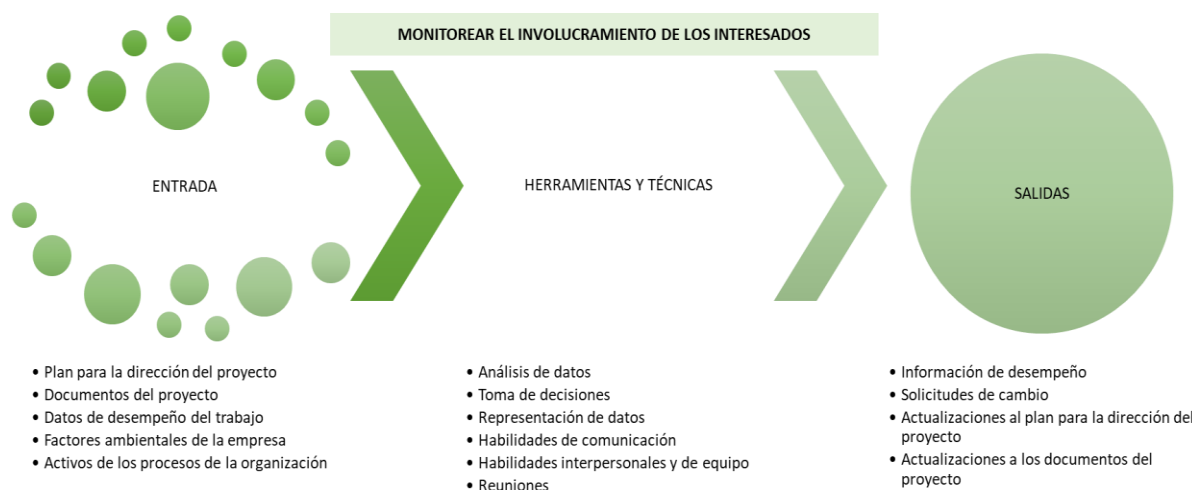 MONITOREAR EL INVOLUCRAMIENTO DE LOS INTERESADOS
ENTRADA
HERRAMIENTAS Y TÉCNICAS
SALIDAS
• Plan para la dirección del proyecto
• Documentos del proyecto
• Datos de desempeño del trabajo
• Factores ambientales de la empresa
• Activos de los procesos de la organización
• Análisis de datos
• Toma de decisiones
• Representación de datos
• Habilidades de comunicación
• Habilidades interpersonales y de equipo
• Reuniones
• Información de desempeño
• Solicitudes de cambio
• Actualizaciones al plan para la dirección del
proyecto
• Actualizaciones a los documentos del
proyecto